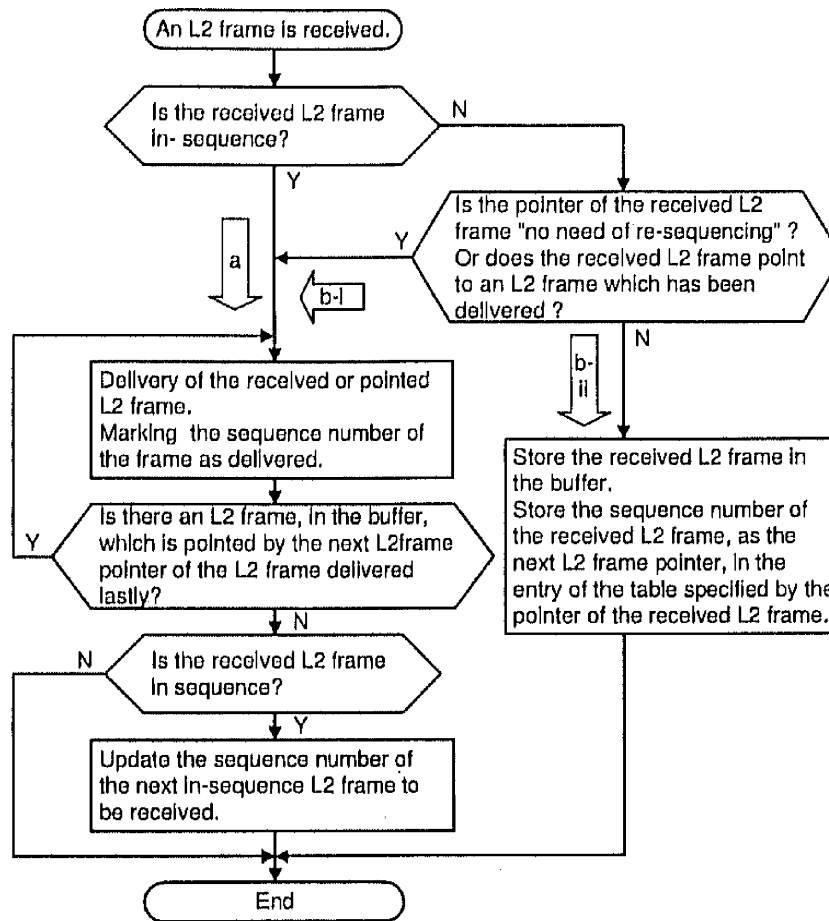 An L2 frame is received.
Is the received L2 frame
in- sequence?
N
Y
Is the pointer of the received L2
frame "no need of re-sequencing" ?
Or does the received L2 frame point
to an L2 frame which has been
delivered ?
Y
a
b-i
N
b-
ii
Delivery of the received or pointed
L2 frame.
Marking the sequence number of
the frame as delivered.
Store the received L2 frame in
the buffer.
Store the sequence number of
the received L2 frame, as the
next L2 frame pointer, in the
entry of the table specified by the
pointer of the received L2 frame.
Is there an L2 frame, in the buffer,
which is pointed by the next L2frame
pointer of the L2 frame delivered
lastly?
Y
N
Is the received L2 frame
in sequence?
N
Y
Update the sequence number of
the next in-sequence L2 frame to
be received.
End